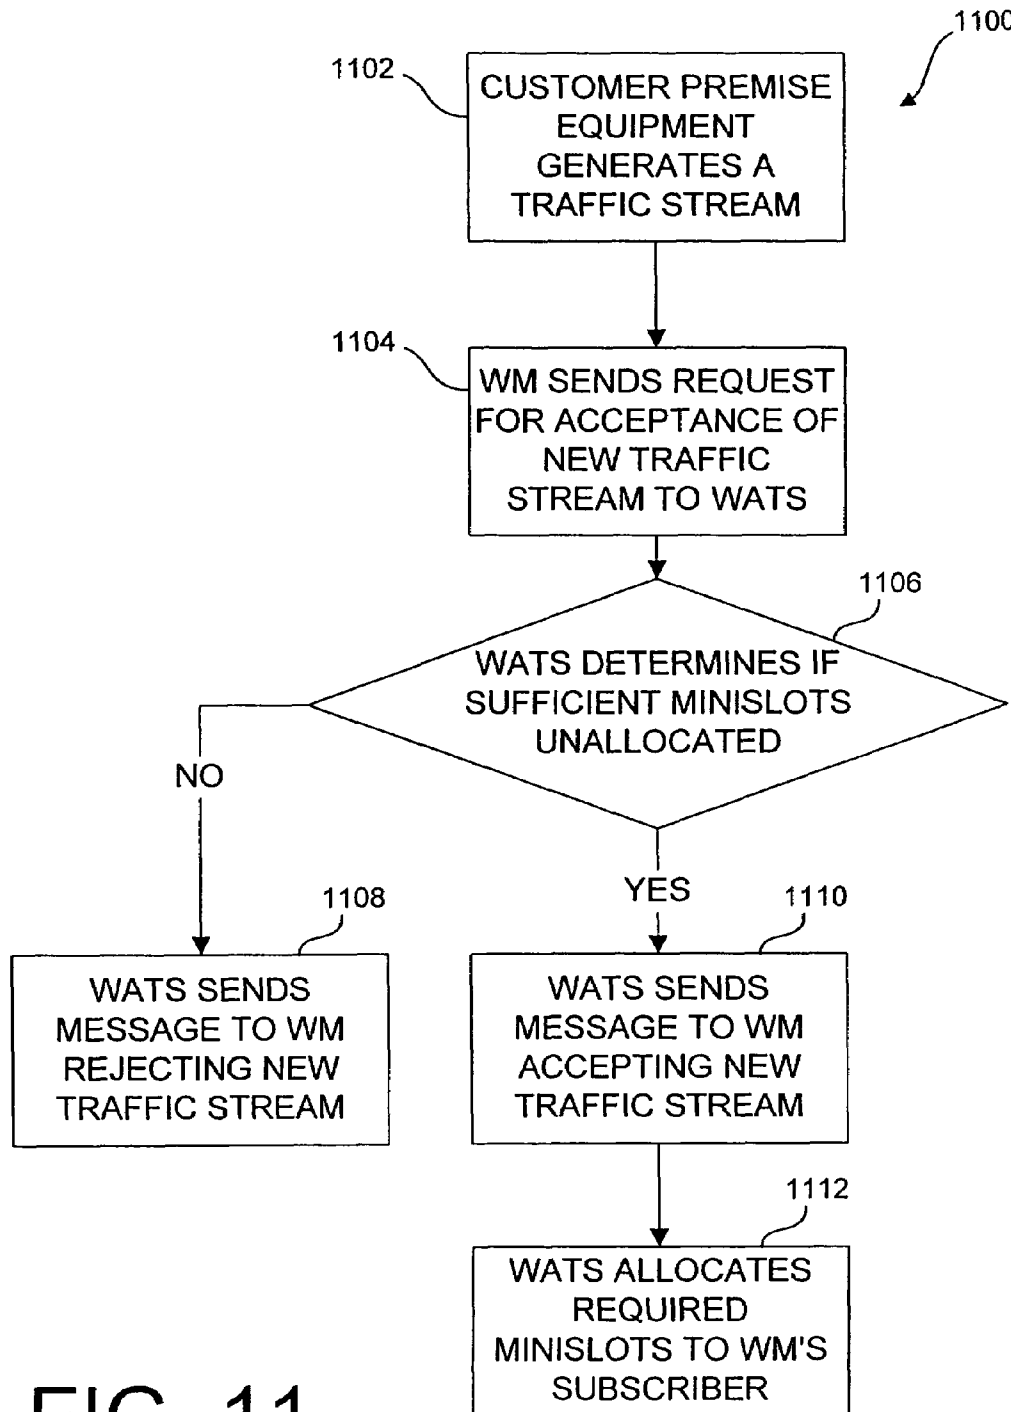 1100
1102
CUSTOMER PREMISE
EQUIPMENT
GENERATES A
TRAFFIC STREAM
1104
WM SENDS REQUEST
FOR ACCEPTANCE OF
NEW TRAFFIC
STREAM TO WATS
1106
WATS DETERMINES IF
SUFFICIENT MINISLOTS
UNALLOCATED
NO
YES
1108
WATS SENDS
MESSAGE TO WM
REJECTING NEW
TRAFFIC STREAM
1110
WATS SENDS
MESSAGE TO WM
ACCEPTING NEW
TRAFFIC STREAM
1112
WATS ALLOCATES
REQUIRED
MINISLOTS TO WM'S
SUBSCRIBER
FIG. 11